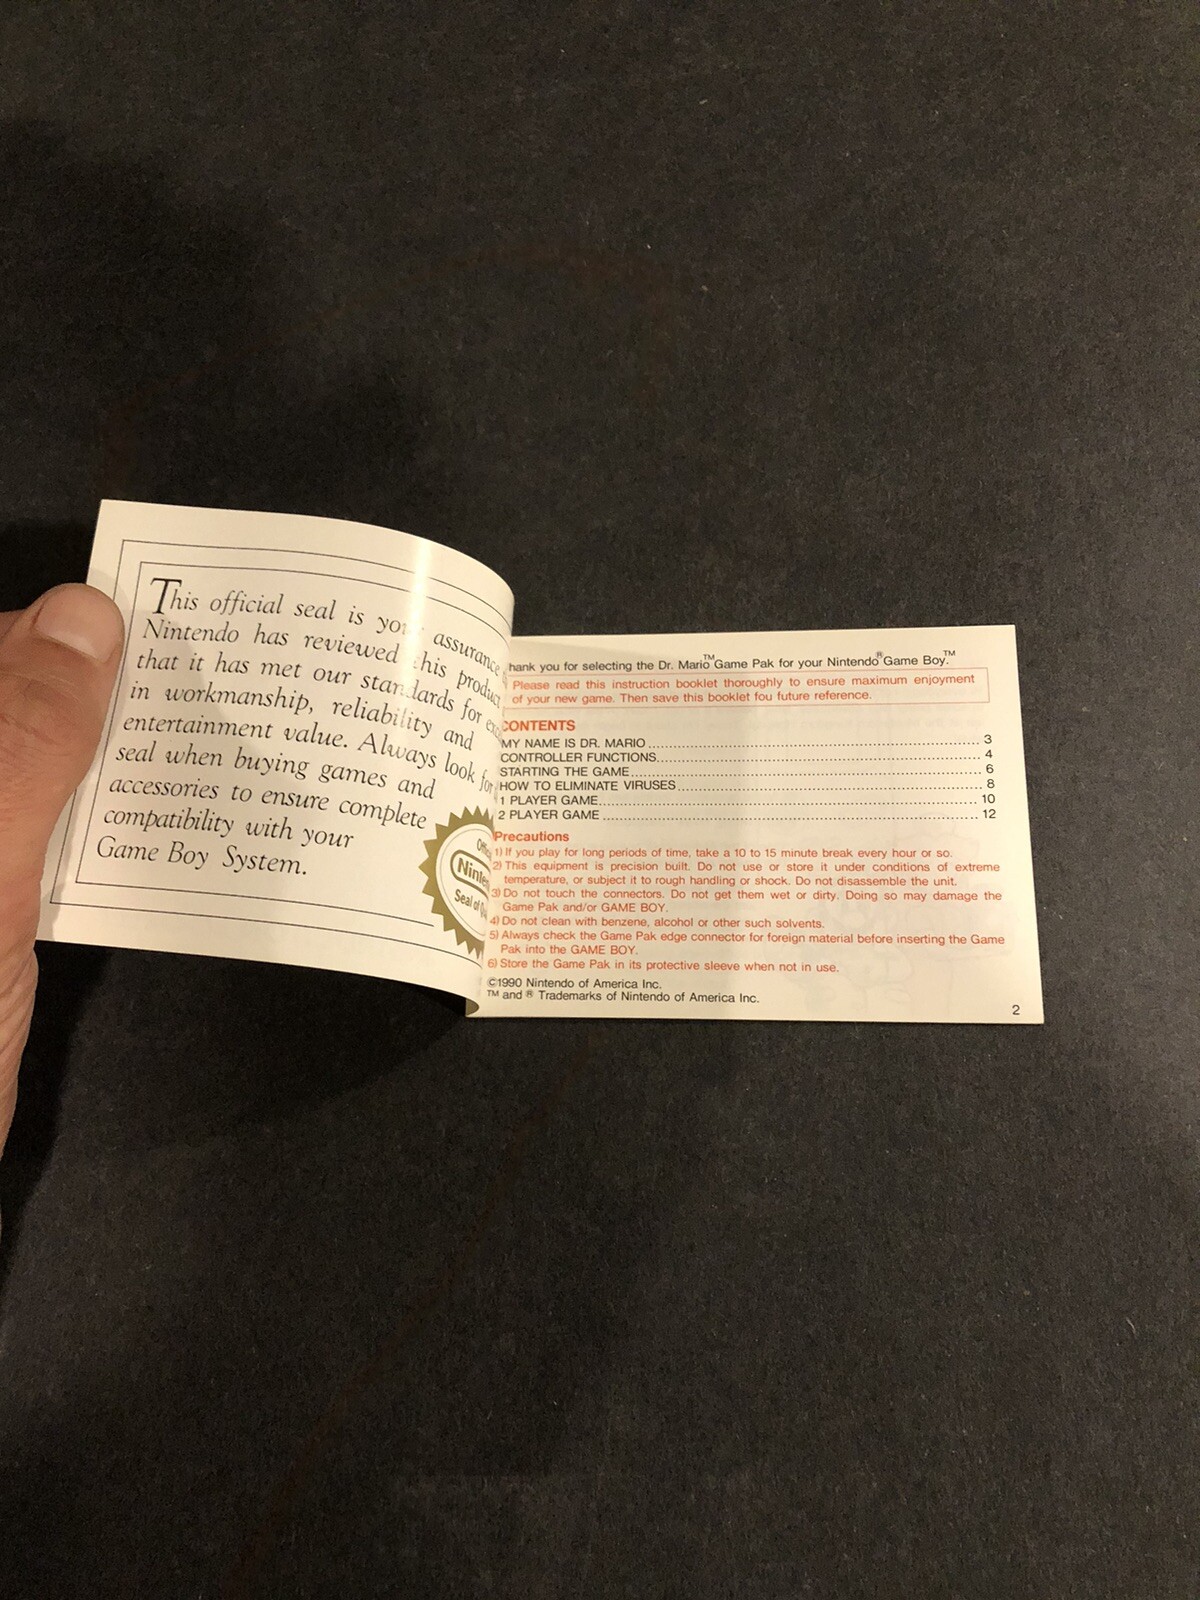 This official seal is your assurance
Nintendo has reviewed this product
that it has met our standards for
in workmanship, reliability and
entertainment value. Always look for
seal when buying games and
accessories to ensure complete
compatibility with your
Game Boy System.
Ninte
Seal of
hank you for selecting the Dr. Mario™ Game Pak for your Nintendo® Game Boy.™
Please read this instruction booklet thoroughly to ensure maximum enjoyment
of your new game. Then save this booklet fou future reference.
CONTENTS
MY NAME IS DR. MARIO 3
CONTROLLER FUNCTIONS 4
STARTING THE GAME 6
HOW TO ELIMINATE VIRUSES 8
1 PLAYER GAME 10
2 PLAYER GAME 12
Precautions
1) If you play for long periods of time, take a 10 to 15 minute break every hour or so.
2) This equipment is precision built. Do not use or store it under conditions of extreme
temperature, or subject it to rough handling or shock. Do not disassemble the unit.
3) Do not touch the connectors. Do not get them wet or dirty. Doing so may damage the
Game Pak and/or GAME BOY.
4) Do not clean with benzene, alcohol or other such solvents.
5) Always check the Game Pak edge connector for foreign material before inserting the Game
Pak into the GAME BOY.
6) Store the Game Pak in its protective sleeve when not in use.
©1990 Nintendo of America Inc.
™ and ® Trademarks of Nintendo of America Inc.
2